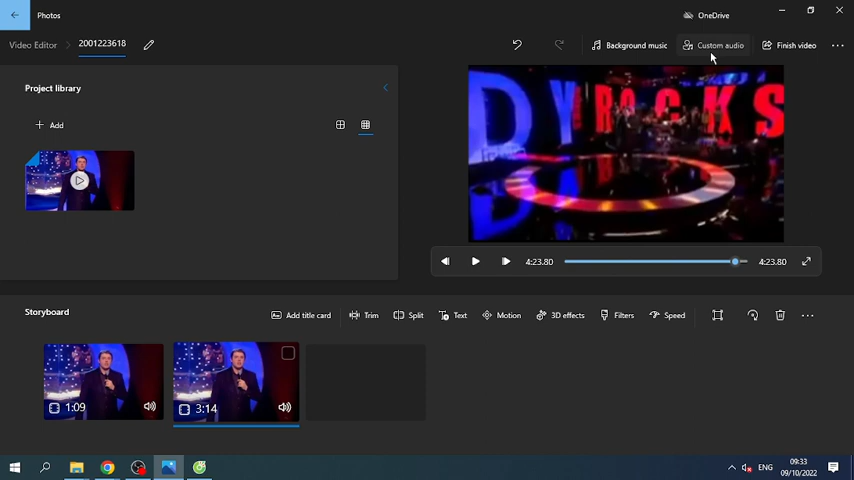 Photos
OneDrive
Video Editor
2001223618
Background music
Custom audio
Finish video
Project library
Add
DY ROCKS
4:23.80
4:23.80
Storyboard
Add title card
Trim
Split
Text
Motion
3D effects
Filters
Speed
1:09
3:14
ENG
09:33
09/10/2022